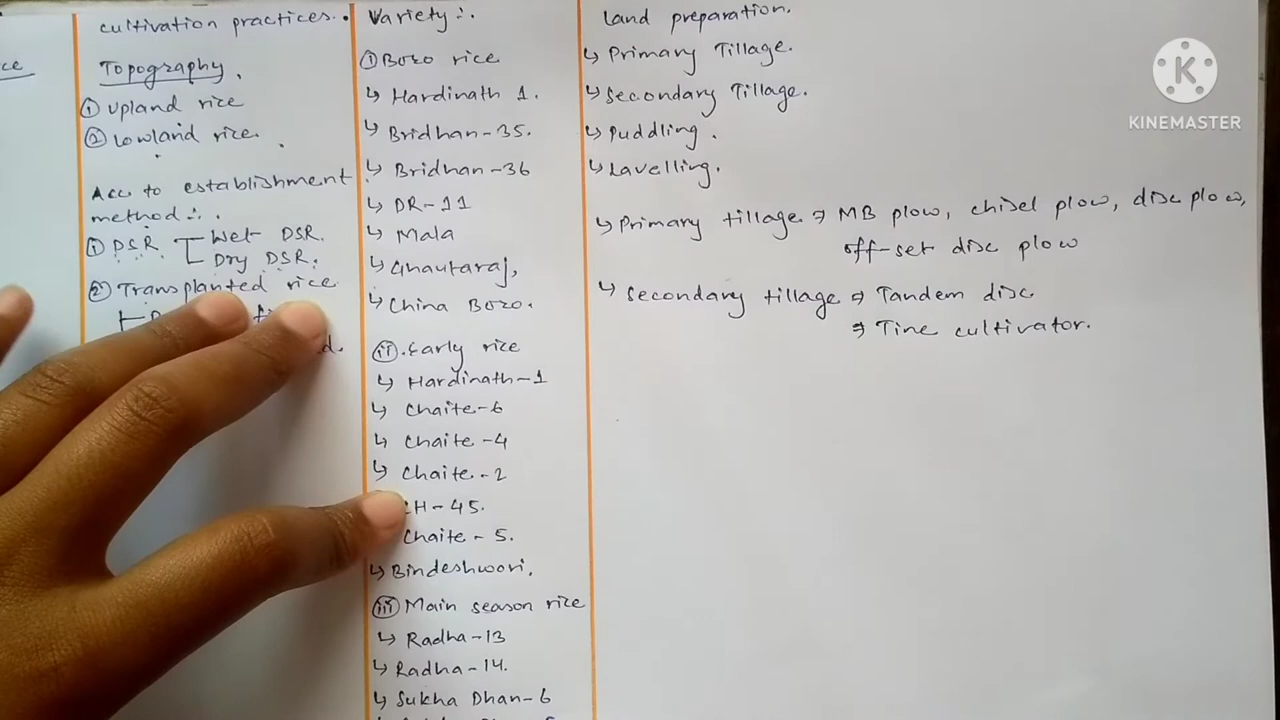 ce
cultivation practices.
Topography.
① Upland rice
② Lowland rice.
Acc to establishment
method :.
① DSR Wet DSR.
Dry DSR.
② Transplanted rice
d.
Variety :.
① Boro rice
↳ Hardinath 1.
↳ Bridhan-35.
↳ Bridhan-36
↳ DR-11
↳ Mala
↳ Ghautaraj,
↳ China Boro.
ⅱ. Early rice
↳ Hardinath-1
↳ Chaite-6
↳ Chaite-4
↳ Chaite-2
CH-45.
Chaite-5.
↳ Bindeshwori.
ⅲ Main season rice
↳ Radha-13
↳ Radha-14.
↳ Sukha Dhan-6
land preparation.
↳ Primary Tillage.
↳ Secondary Tillage.
↳ Puddling.
↳ Lavelling.
↳ Primary tillage ⇒ MB plow, chisel plow, disc plow,
off-set disc plow
↳ Secondary tillage ⇒ Tandem disc
⇒ Tine cultivator.
K
KINEMASTER